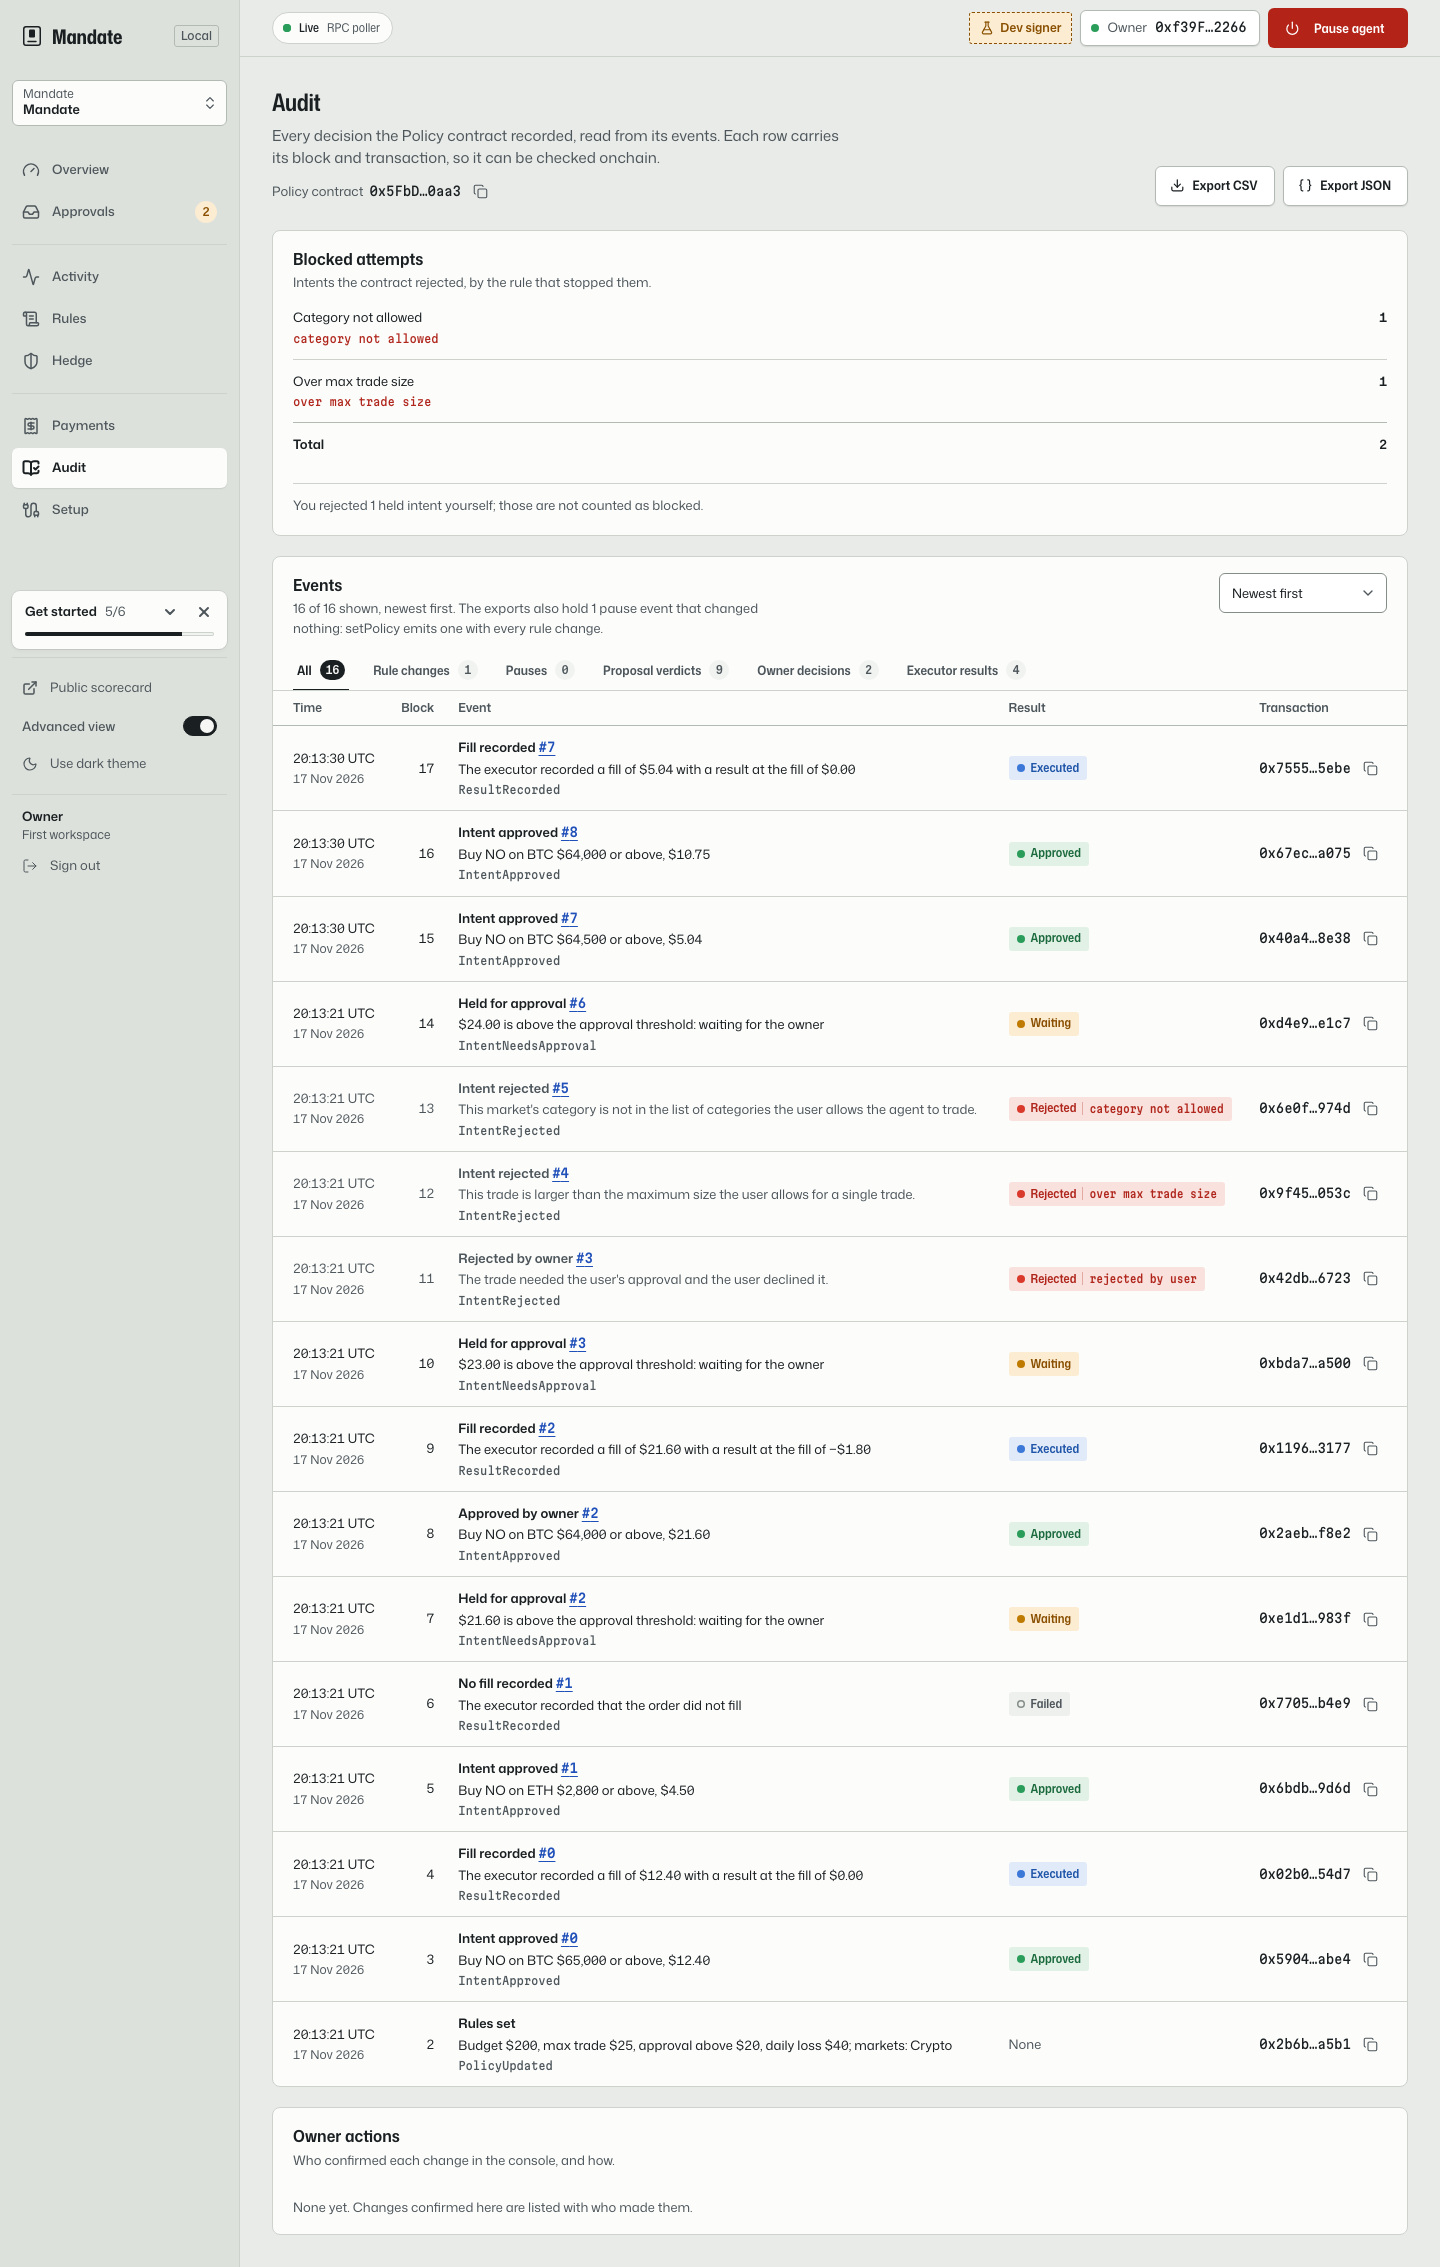 Mandate
Local
Mandate
Mandate
Overview
Approvals 2
Activity
Rules
Hedge
Payments
Audit
Setup
Get started 5/6
Public scorecard
Advanced view
Use dark theme
Owner
First workspace
Sign out
Live RPC poller
Dev signer
Owner 0xf39F…2266
Pause agent
Audit
Every decision the Policy contract recorded, read from its events. Each row carries
its block and transaction, so it can be checked onchain.
Policy contract 0x5FbD…0aa3
Export CSV
Export JSON
Blocked attempts
Intents the contract rejected, by the rule that stopped them.
Category not allowed 1
category not allowed
Over max trade size 1
over max trade size
Total 2
You rejected 1 held intent yourself; those are not counted as blocked.
Events
16 of 16 shown, newest first. The exports also hold 1 pause event that changed
nothing: setPolicy emits one with every rule change.
Newest first
All 16 Rule changes 1 Pauses 0 Proposal verdicts 9 Owner decisions 2 Executor results 4
Time Block Event Result Transaction
Fill recorded #7
20:13:30 UTC 17 The executor recorded a fill of $5.04 with a result at the fill of $0.00 Executed 0x7555…5ebe
17 Nov 2026 ResultRecorded
Intent approved #8
20:13:30 UTC 16 Buy NO on BTC $64,000 or above, $10.75 Approved 0x67ec…a075
17 Nov 2026 IntentApproved
Intent approved #7
20:13:30 UTC 15 Buy NO on BTC $64,500 or above, $5.04 Approved 0x40a4…8e38
17 Nov 2026 IntentApproved
Held for approval #6
20:13:21 UTC 14 $24.00 is above the approval threshold: waiting for the owner Waiting 0xd4e9…e1c7
17 Nov 2026 IntentNeedsApproval
Intent rejected #5
20:13:21 UTC 13 This market's category is not in the list of categories the user allows the agent to trade. Rejected category not allowed 0x6e0f…974d
17 Nov 2026 IntentRejected
Intent rejected #4
20:13:21 UTC 12 This trade is larger than the maximum size the user allows for a single trade. Rejected over max trade size 0x9f45…053c
17 Nov 2026 IntentRejected
Rejected by owner #3
20:13:21 UTC 11 The trade needed the user's approval and the user declined it. Rejected rejected by user 0x42db…6723
17 Nov 2026 IntentRejected
Held for approval #3
20:13:21 UTC 10 $23.00 is above the approval threshold: waiting for the owner Waiting 0xbda7…a500
17 Nov 2026 IntentNeedsApproval
Fill recorded #2
20:13:21 UTC 9 The executor recorded a fill of $21.60 with a result at the fill of −$1.80 Executed 0x1196…3177
17 Nov 2026 ResultRecorded
Approved by owner #2
20:13:21 UTC 8 Buy NO on BTC $64,000 or above, $21.60 Approved 0x2aeb…f8e2
17 Nov 2026 IntentApproved
Held for approval #2
20:13:21 UTC 7 $21.60 is above the approval threshold: waiting for the owner Waiting 0xe1d1…983f
17 Nov 2026 IntentNeedsApproval
No fill recorded #1
20:13:21 UTC 6 The executor recorded that the order did not fill Failed 0x7705…b4e9
17 Nov 2026 ResultRecorded
Intent approved #1
20:13:21 UTC 5 Buy NO on ETH $2,800 or above, $4.50 Approved 0x6bdb…9d6d
17 Nov 2026 IntentApproved
Fill recorded #0
20:13:21 UTC 4 The executor recorded a fill of $12.40 with a result at the fill of $0.00 Executed 0x02b0…54d7
17 Nov 2026 ResultRecorded
Intent approved #0
20:13:21 UTC 3 Buy NO on BTC $65,000 or above, $12.40 Approved 0x5904…abe4
17 Nov 2026 IntentApproved
Rules set
20:13:21 UTC 2 Budget $200, max trade $25, approval above $20, daily loss $40; markets: Crypto None 0x2b6b…a5b1
17 Nov 2026 PolicyUpdated
Owner actions
Who confirmed each change in the console, and how.
None yet. Changes confirmed here are listed with who made them.